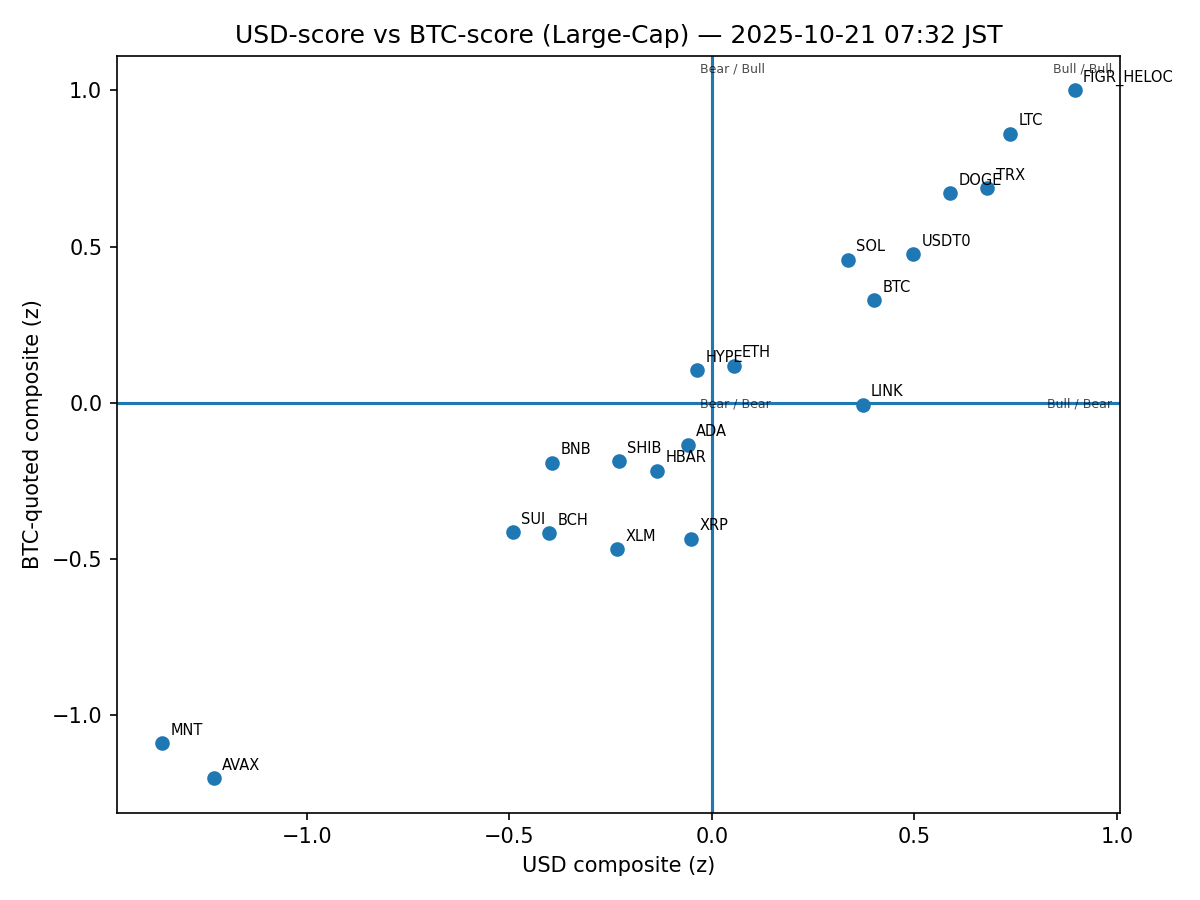 USD-score vs BTC-score (Large-Cap) — 2025-10-21 07:32 JST
Bear / Bull
Bull / Bull
FIGR_HELOC
LTC
TRX
DOGE
USDT0
SOL
BTC
ETH
HYPE
LINK
Bear / Bear
Bull / Bear
ADA
BNB
SHIB
HBAR
SUI
BCH
XRP
XLM
MNT
AVAX
1.0
0.5
0.0
−0.5
−1.0
BTC-quoted composite (z)
−1.0
−0.5
0.0
0.5
1.0
USD composite (z)